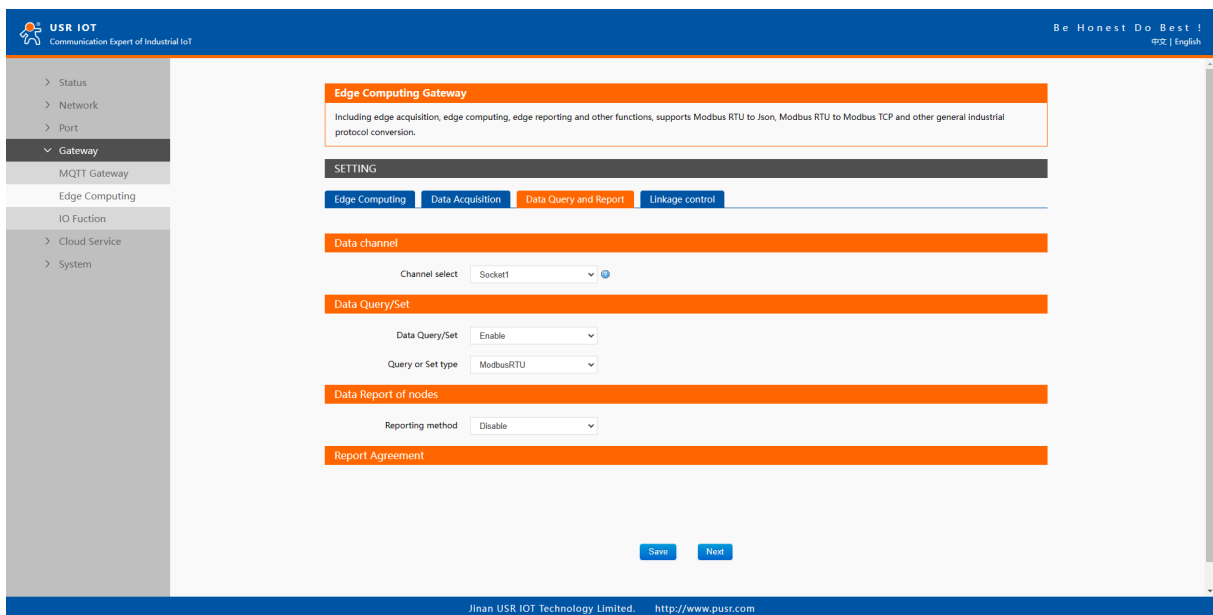 USR IOT
Communication Expert of Industrial IoT
Be Honest Do Best !
中文 | English
Status
Network
Port
Gateway
MQTT Gateway
Edge Computing
IO Fuction
Cloud Service
System
Edge Computing Gateway
Including edge acquisition, edge computing, edge reporting and other functions, supports Modbus RTU to Json, Modbus RTU to Modbus TCP and other general industrial
protocol conversion.
SETTING
Edge Computing Data Acquisition Data Query and Report Linkage control
Data channel
Channel select Socket1
Data Query/Set
Data Query/Set Enable
Query or Set type ModbusRTU
Data Report of nodes
Reporting method Disable
Report Agreement
Save Next
Jinan USR IOT Technology Limited. http://www.pusr.com